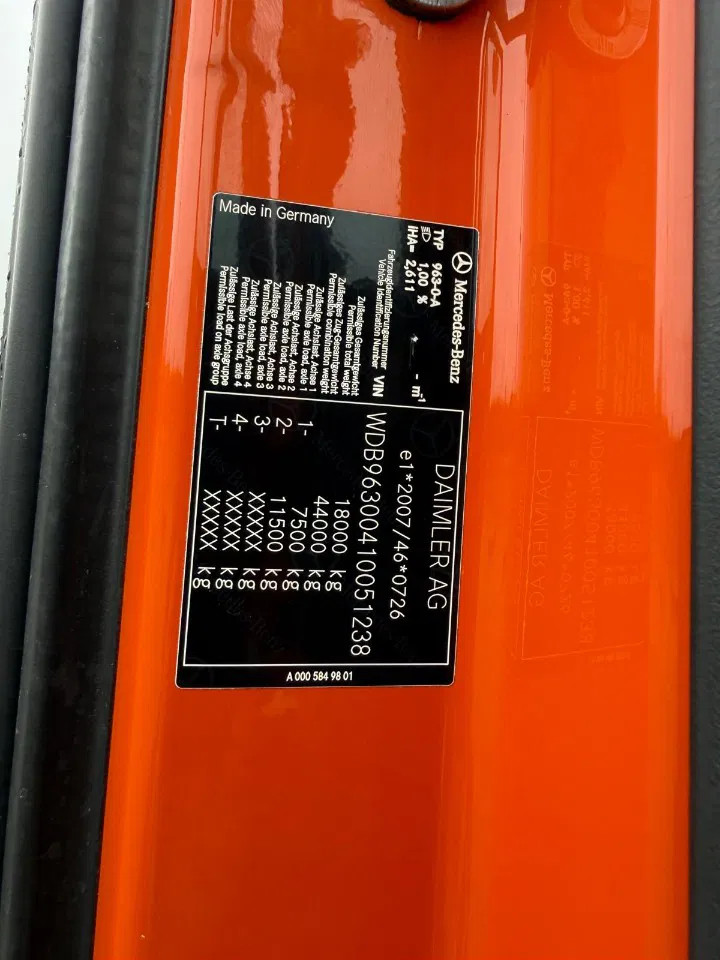 Mercedes-Benz
TYP 963-0-A
1,00 %
IHA= 2,611 - m⁻¹
DAIMLER AG
e1*2007/46*0726
Fahrzeugidentifizierungsnummer
Vehicle Identification Number VIN WDB96300410051238
Zulässiges Gesamtgewicht
Permissible total weight 18000 kg
Zulässiges Zug-Gesamtgewicht
Permissible combination weight 44000 kg
Zulässige Achslast, Achse 1
Permissible axle load, axle 1 1- 7500 kg
Zulässige Achslast, Achse 2
Permissible axle load, axle 2 2- 11500 kg
Zulässige Achslast, Achse 3
Permissible axle load, axle 3 3- XXXXX kg
Zulässige Achslast, Achse 4
Permissible axle load, axle 4 4- XXXXX kg
Zulässige Last der Achsgruppe
Permissible load on axle group T- XXXXX kg
Made in Germany
A 000 584 98 01